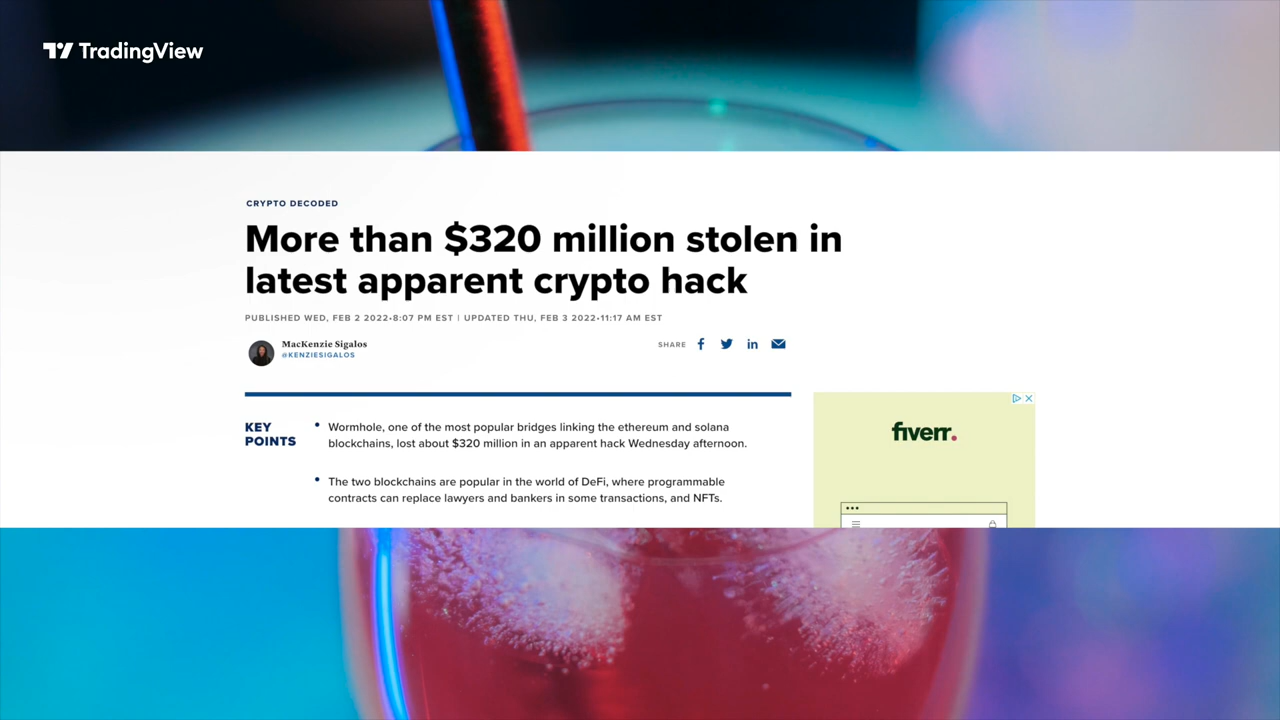 TradingView
CRYPTO DECODED
More than $320 million stolen in
latest apparent crypto hack
PUBLISHED WED, FEB 2 2022•8:07 PM EST | UPDATED THU, FEB 3 2022•11:17 AM EST
MacKenzie Sigalos
@KENZIESIGALOS
SHARE
KEY
POINTS
• Wormhole, one of the most popular bridges linking the ethereum and solana
blockchains, lost about $320 million in an apparent hack Wednesday afternoon.
• The two blockchains are popular in the world of DeFi, where programmable
contracts can replace lawyers and bankers in some transactions, and NFTs.
fiverr.